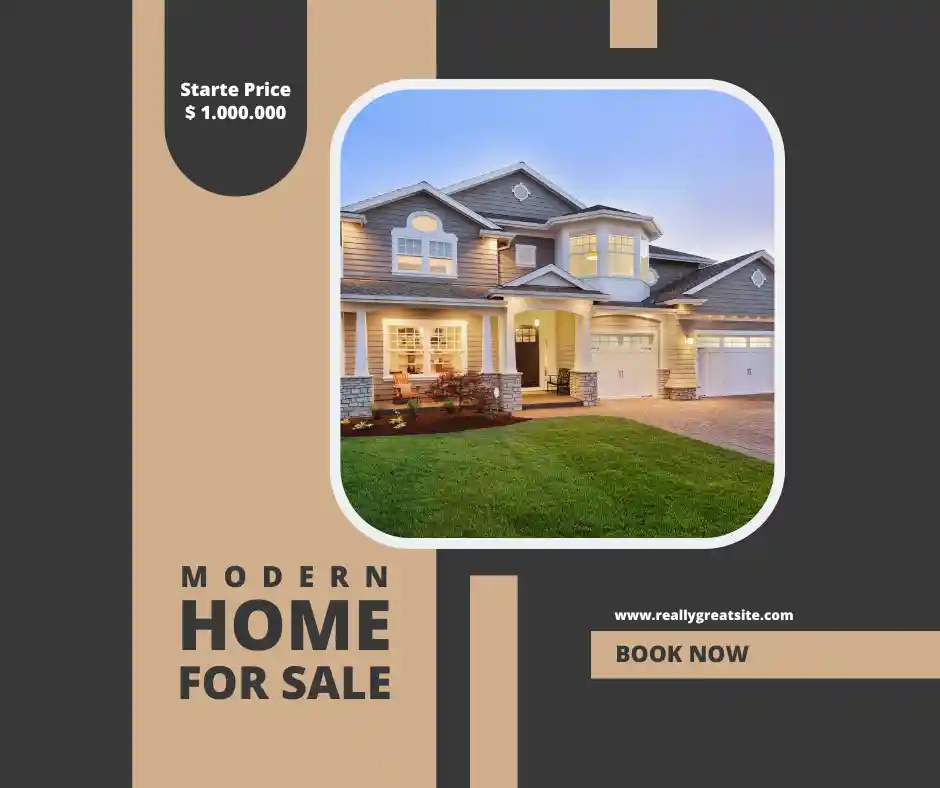 Starte Price
$ 1.000.000
MODERN
HOME
FOR SALE
www.reallygreatsite.com
BOOK NOW